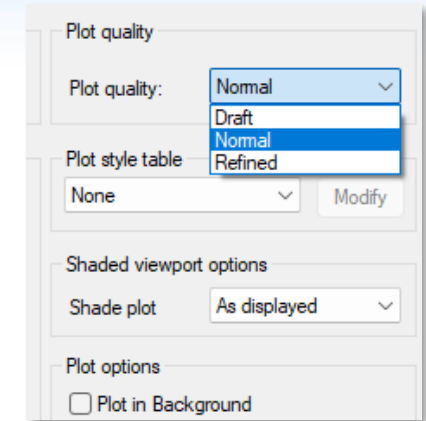 Plot quality
Plot quality: Normal
Draft
Normal
Refined
Plot style table
None Modify
Shaded viewport options
Shade plot As displayed
Plot options
Plot in Background